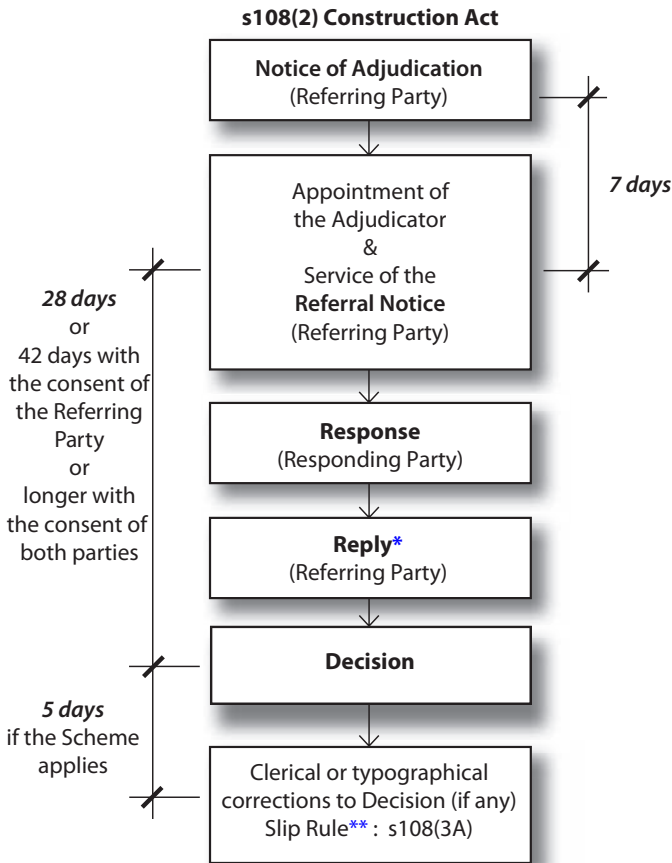 s108(2) Construction Act
Notice of Adjudication
(Referring Party)
7 days
Appointment of
the Adjudicator
&
Service of the
Referral Notice
(Referring Party)
28 days
or
42 days with
the consent of
the Referring
Party
or
longer with
the consent of
both parties
Response
(Responding Party)
Reply*
(Referring Party)
Decision
5 days
if the Scheme
applies
Clerical or typographical
corrections to Decision (if any)
Slip Rule** : s108(3A)